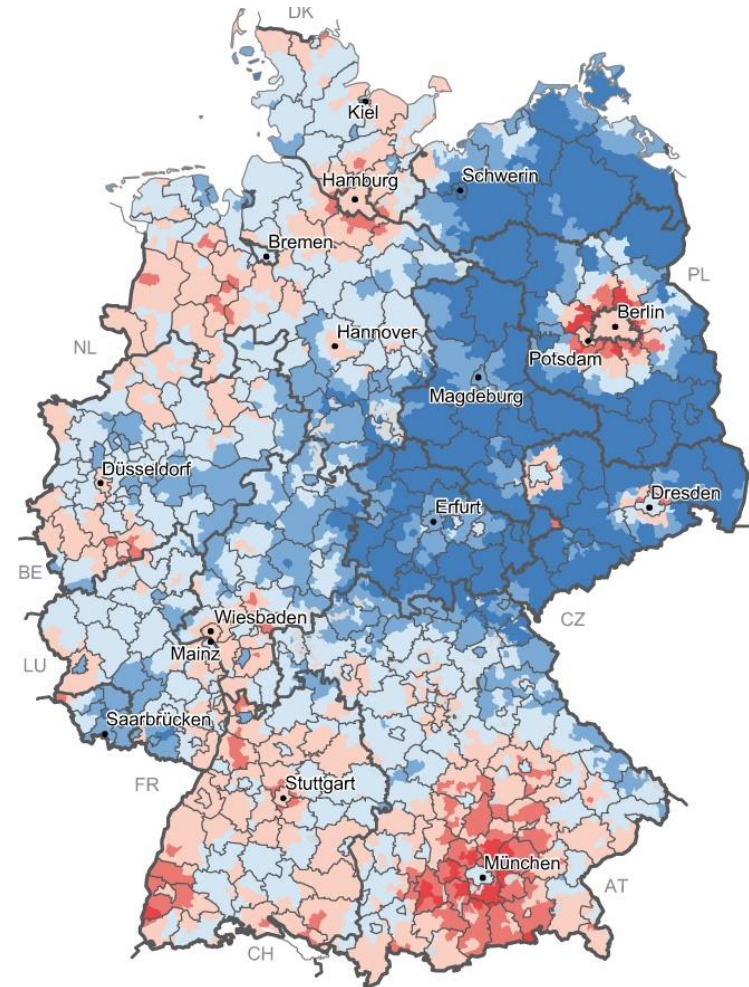 DK
Kiel
Schwerin
Hamburg
Bremen
PL
Berlin
Hannover
NL
Potsdam
Magdeburg
Düsseldorf
Dresden
Erfurt
BE
CZ
Wiesbaden
Mainz
LU
Saarbrücken
FR
Stuttgart
München
AT
CH